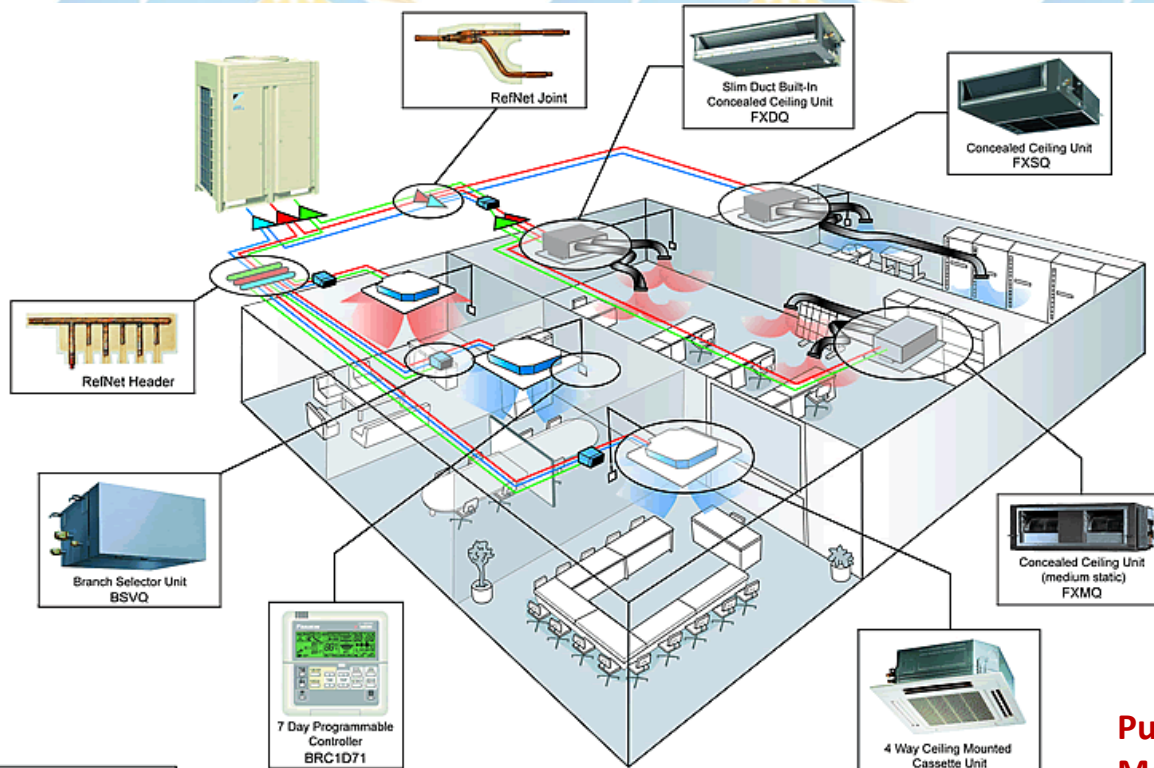 RefNet Joint
Slim Duct Built-In
Concealed Ceiling Unit
FXDQ
Concealed Ceiling Unit
FXSQ
RefNet Header
Branch Selector Unit
BSVQ
7 Day Programmable
Controller
BRC1D71
Concealed Ceiling Unit
(medium static)
FXMQ
4 Way Ceiling Mounted
Cassette Unit
Pu